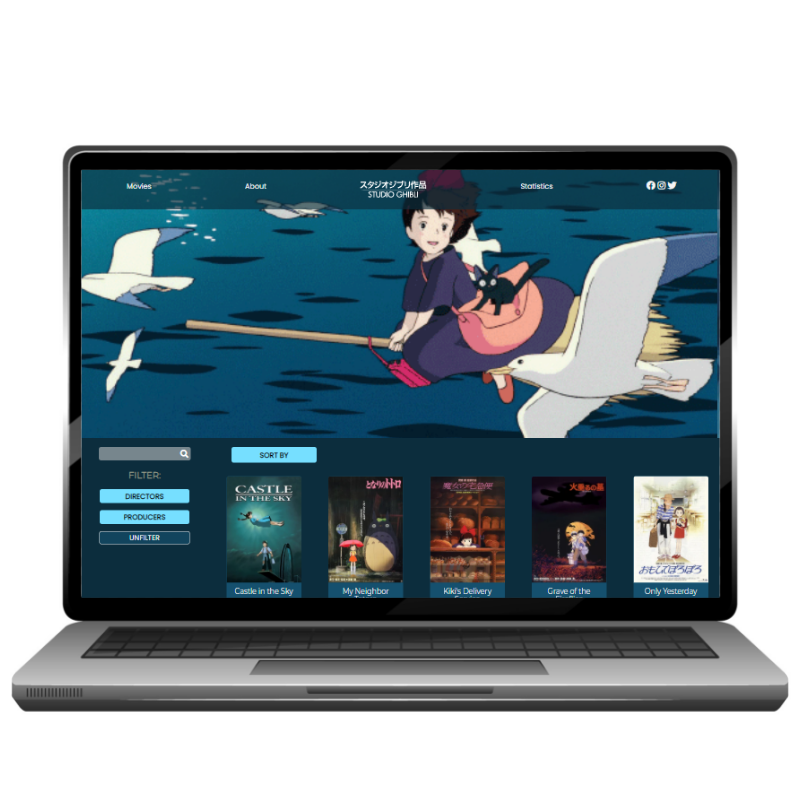 Movies
About
スタジオジブリ作品
STUDIO GHIBLI
Statistics
SORT BY
FILTER:
DIRECTORS
PRODUCERS
UNFILTER
CASTLE
IN THE SKY
となりのトトロ
魔女の宅急便
火垂るの墓
おもひでぽろぽろ
Castle in the Sky
My Neighbor
Kiki's Delivery
Grave of the
Only Yesterday